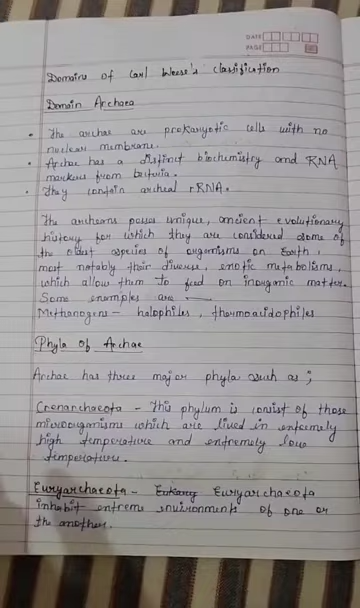 DATE
PAGE
Domains of Carl Woese's classification
Domain Archaea
• The archae are prokaryotic cells with no
nuclear membrane.
• Archae has a distinct biochemistry and RNA
markers from bacteria.
• They contain archeal rRNA.
The archeans posses unique, ancient evolutionary
history for which they are considered some of
the oldest species of organisms on Earth,
most notably their diverse, exotic metabolisms,
which allow them to feed on inorganic matter.
Some examples are —
Methanogens - halophiles, thermoacidophiles
Phyla of Archae
Archae has three major phyla such as ;
Crenarchaeota - This phylum is consist of those
microorganisms which are lived in extremely
high temperature and extremely low
temperature.
Euryarchaeota - Euryarchaeota
inhabit extreme environments of one or
the another.